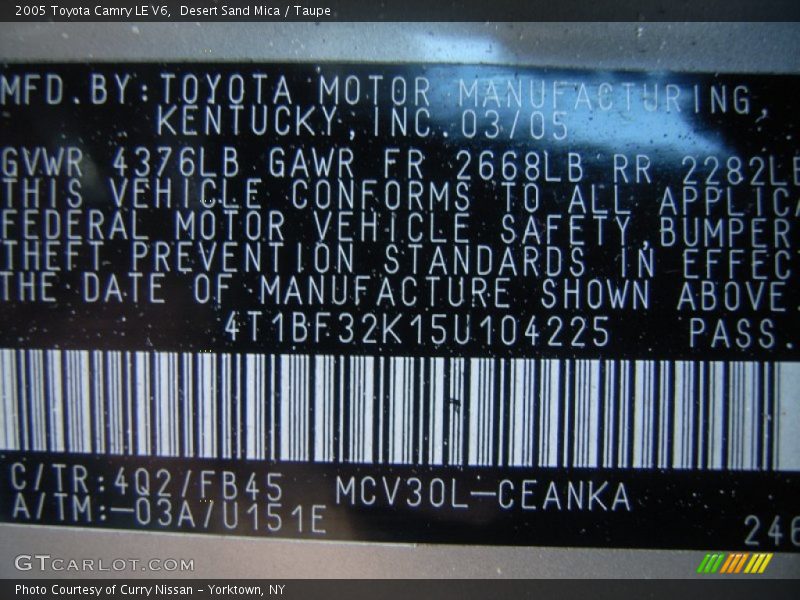 2005 Toyota Camry LE V6,  Desert Sand Mica / Taupe
MFD.BY:TOYOTA MOTOR MANUFACTURING,
KENTUCKY,INC.03/05
GVWR 4376LB GAWR FR 2668LB RR 2282LB
THIS VEHICLE CONFORMS TO ALL APPLICA
FEDERAL MOTOR VEHICLE SAFETY,BUMPER
THEFT PREVENTION STANDARDS IN EFFEC
THE DATE OF MANUFACTURE SHOWN ABOVE.
4T1BF32K15U104225 PASS.
C/TR:4Q2/FB45 MCV30L-CEANKA
A/TM:-03A/U151E
246
GTCARLOT.COM
Photo Courtesy of Curry Nissan - Yorktown, NY